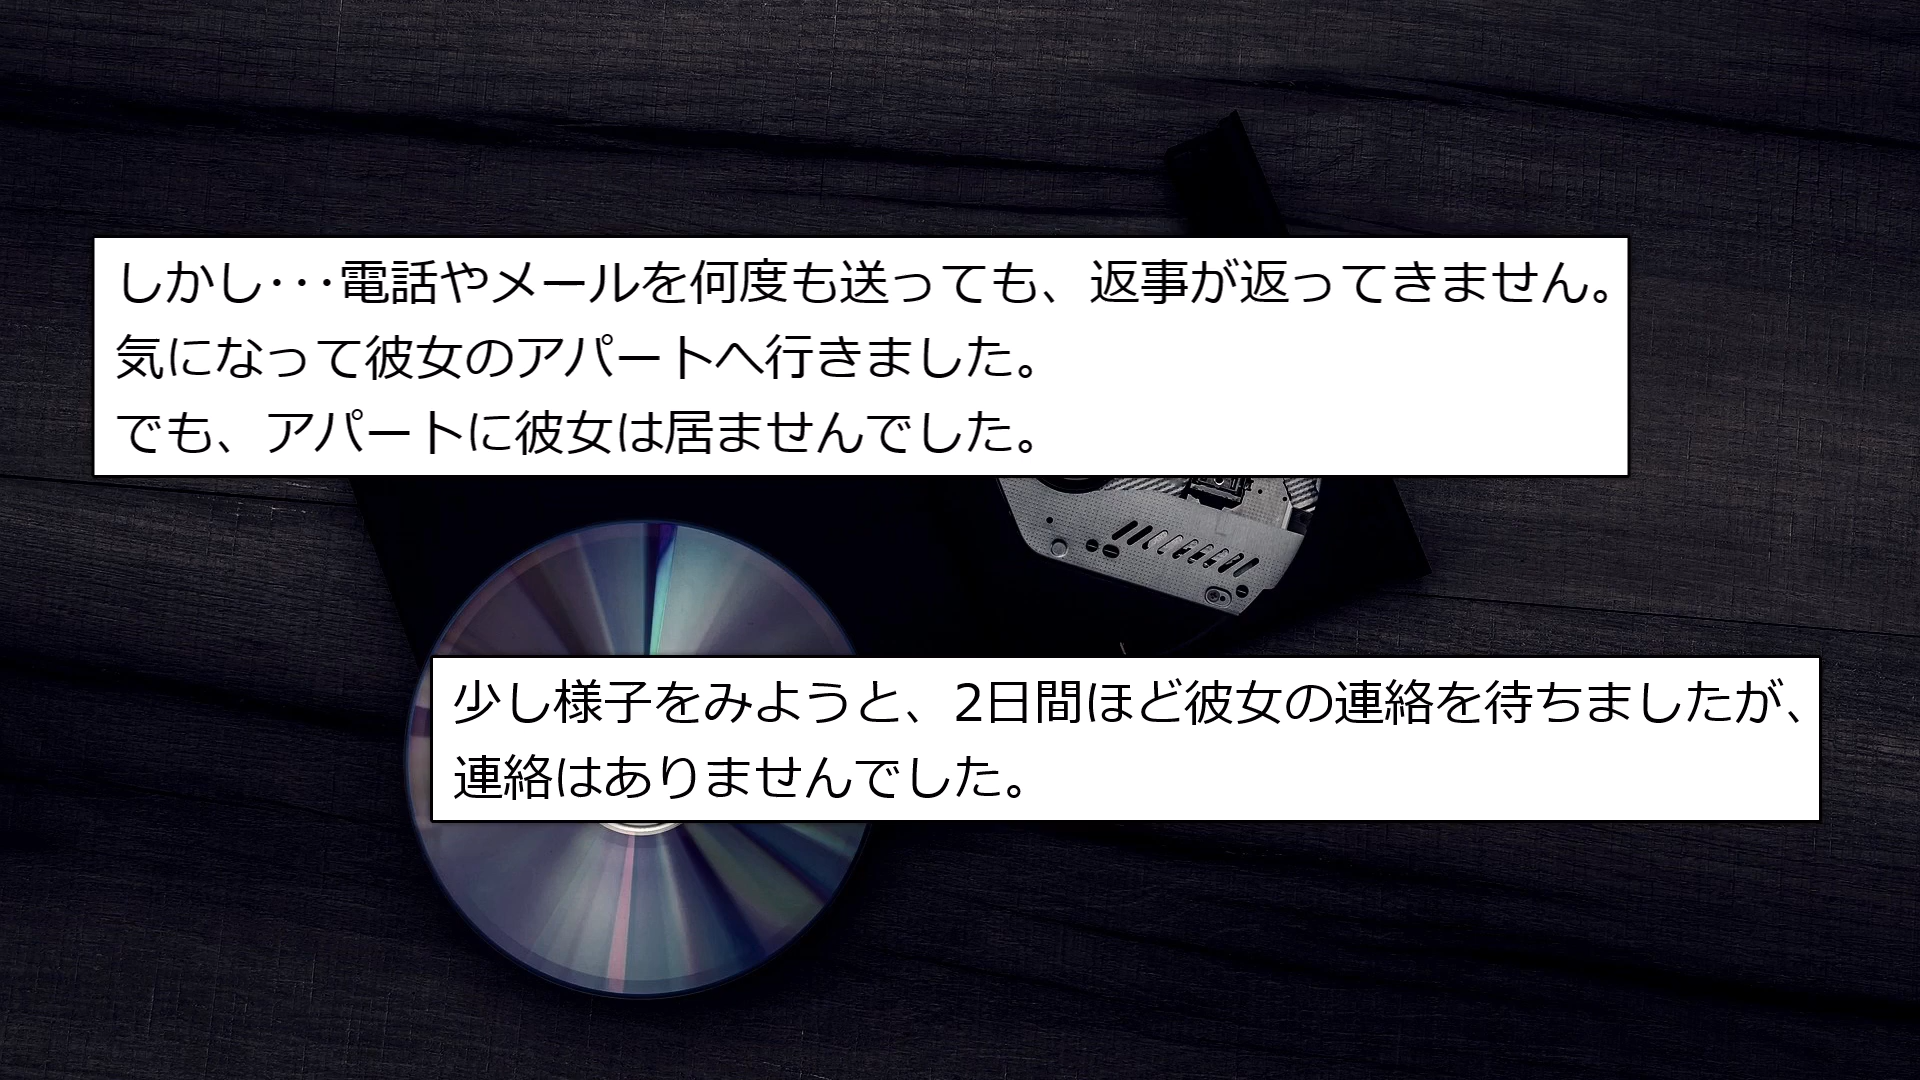 しかし･･･電話やメールを何度も送っても、返事が返ってきません。
気になって彼女のアパートへ行きました。
でも、アパートに彼女は居ませんでした。
少し様子をみようと、2日間ほど彼女の連絡を待ちましたが、
連絡はありませんでした。